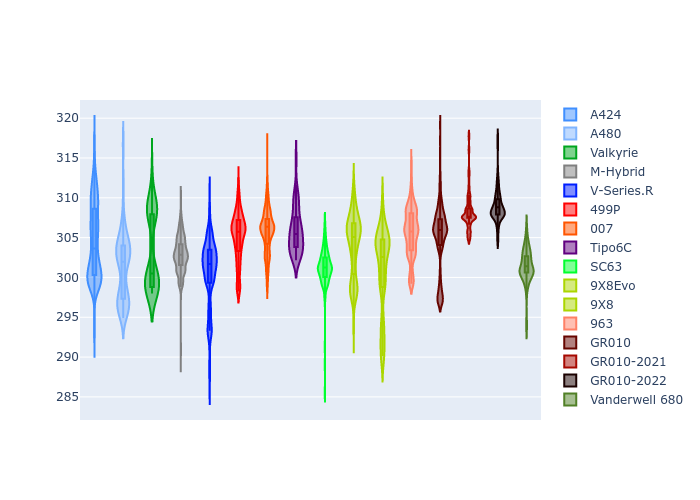 320
315
310
305
300
295
290
285
A424
A480
Valkyrie
M-Hybrid
V-Series.R
499P
007
Tipo6C
SC63
9X8Evo
9X8
963
GR010
GR010-2021
GR010-2022
Vanderwell 680